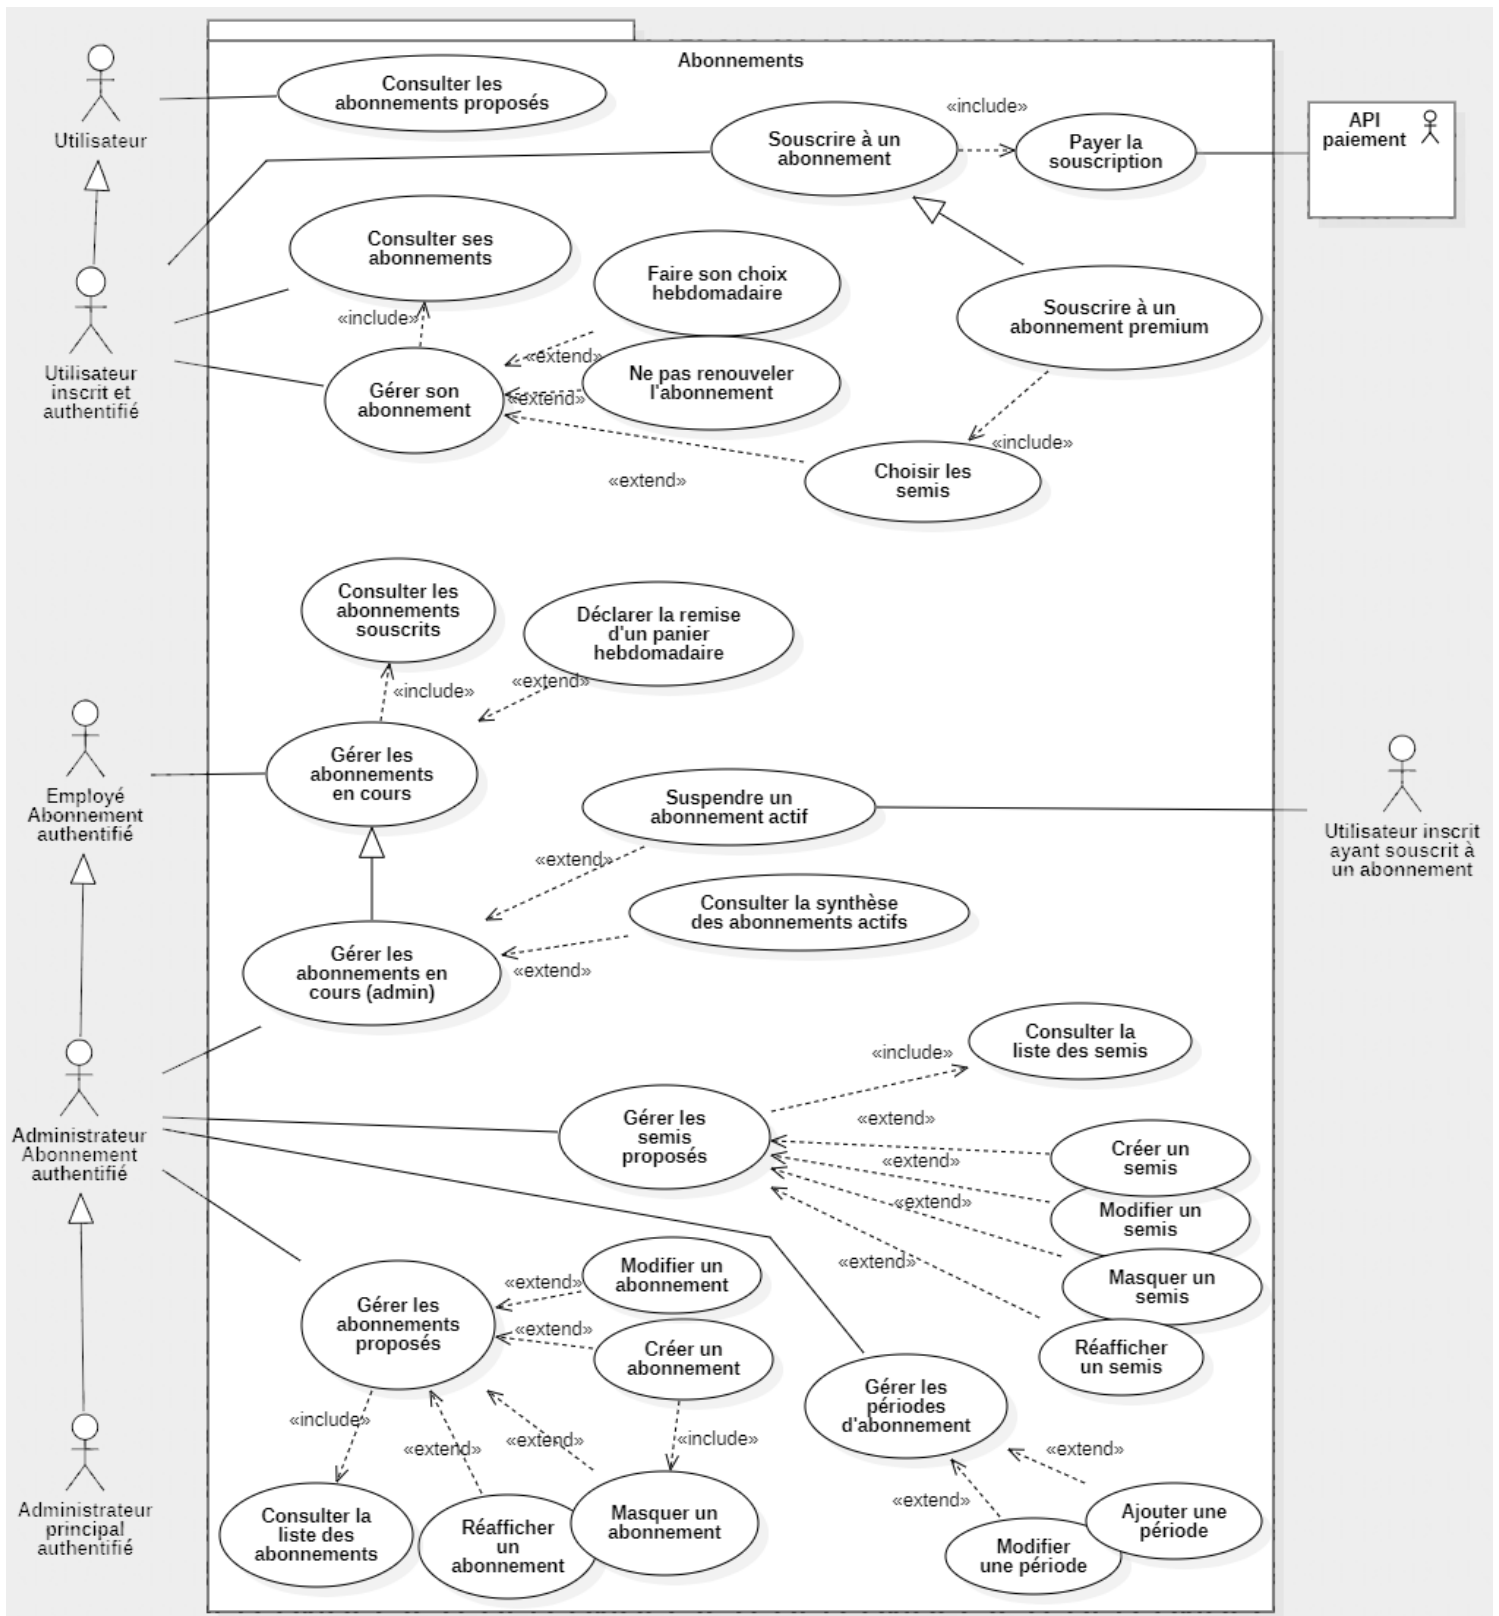 Abonnements
Consulter les
abonnements proposés
Utilisateur
«include»
Souscrire à un
abonnement
Payer la
souscription
API
paiement
Consulter ses
abonnements
Faire son choix
hebdomadaire
Souscrire à un
abonnement premium
«include»
«extend»
Utilisateur
inscrit et
authentifié
Gérer son
abonnement
Ne pas renouveler
l'abonnement
«extend»
«include»
Choisir les
semis
«extend»
Consulter les
abonnements
souscrits
Déclarer la remise
d'un panier
hebdomadaire
«include»
«extend»
Gérer les
abonnements
en cours
Employé
Abonnement
authentifié
Suspendre un
abonnement actif
Utilisateur inscrit
ayant souscrit à
un abonnement
«extend»
Consulter la synthèse
des abonnements actifs
Gérer les
abonnements en
cours (admin)
«extend»
Consulter la
liste des semis
«include»
Administrateur
Abonnement
authentifié
Gérer les
semis
proposés
«extend»
Créer un
semis
«extend»
Modifier un
semis
«extend»
Masquer un
semis
«extend»
Réafficher
un semis
Modifier un
abonnement
«extend»
Gérer les
abonnements
proposés
«extend»
Créer un
abonnement
Gérer les
périodes
d'abonnement
«include»
«extend»
«extend»
«include»
«extend»
«extend»
Administrateur
principal
authentifié
Consulter la
liste des
abonnements
Réafficher
un
abonnement
Masquer un
abonnement
Modifier
une période
Ajouter une
période